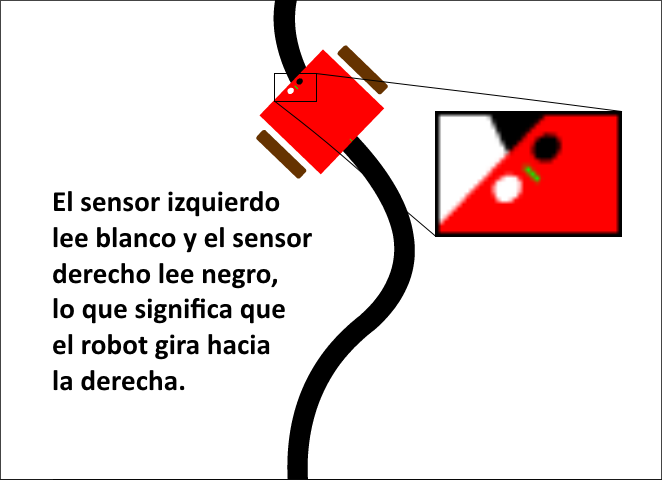 El sensor izquierdo
lee blanco y el sensor
derecho lee negro,
lo que significa que
el robot gira hacia
la derecha.